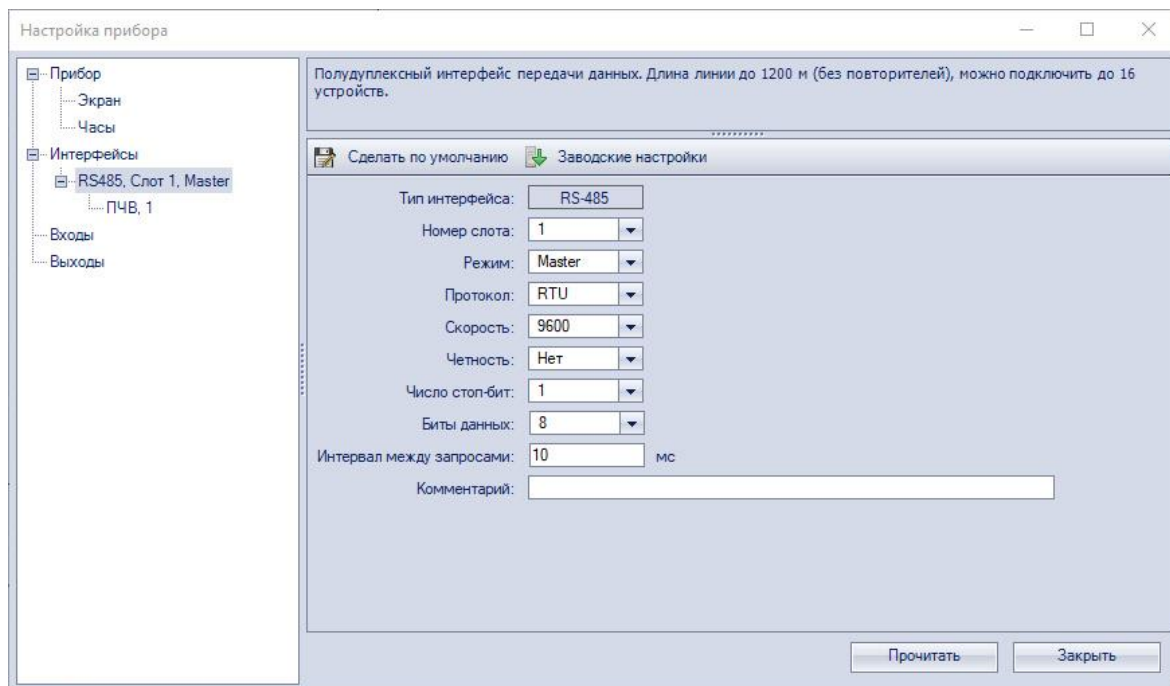 Настройка прибора
Прибор
Экран
Часы
Интерфейсы
RS485, Слот 1, Master
ПЧВ, 1
Входы
Выходы
Полудуплексный интерфейс передачи данных. Длина линии до 1200 м (без повторителей), можно подключить до 16
устройств.
Сделать по умолчанию Заводские настройки
Тип интерфейса: RS-485
Номер слота: 1
Режим: Master
Протокол: RTU
Скорость: 9600
Четность: Нет
Число стоп-бит: 1
Биты данных: 8
Интервал между запросами: 10 мс
Комментарий:
Прочитать Закрыть